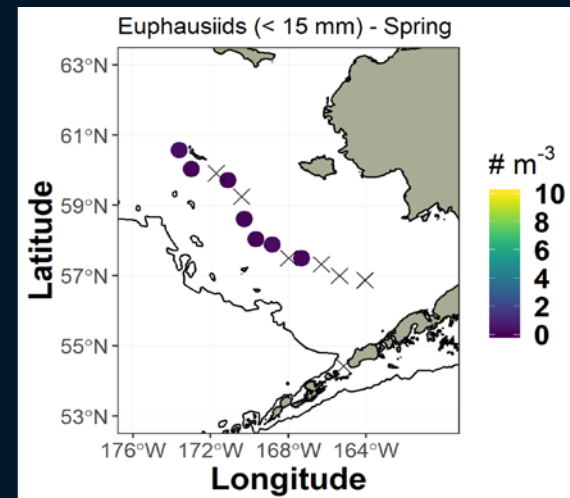 Euphausiids (< 15 mm) - Spring
63°N
61°N
59°N
57°N
55°N
53°N
Latitude
176°W 172°W 168°W 164°W
Longitude
# m-3
10
8
6
4
2
0